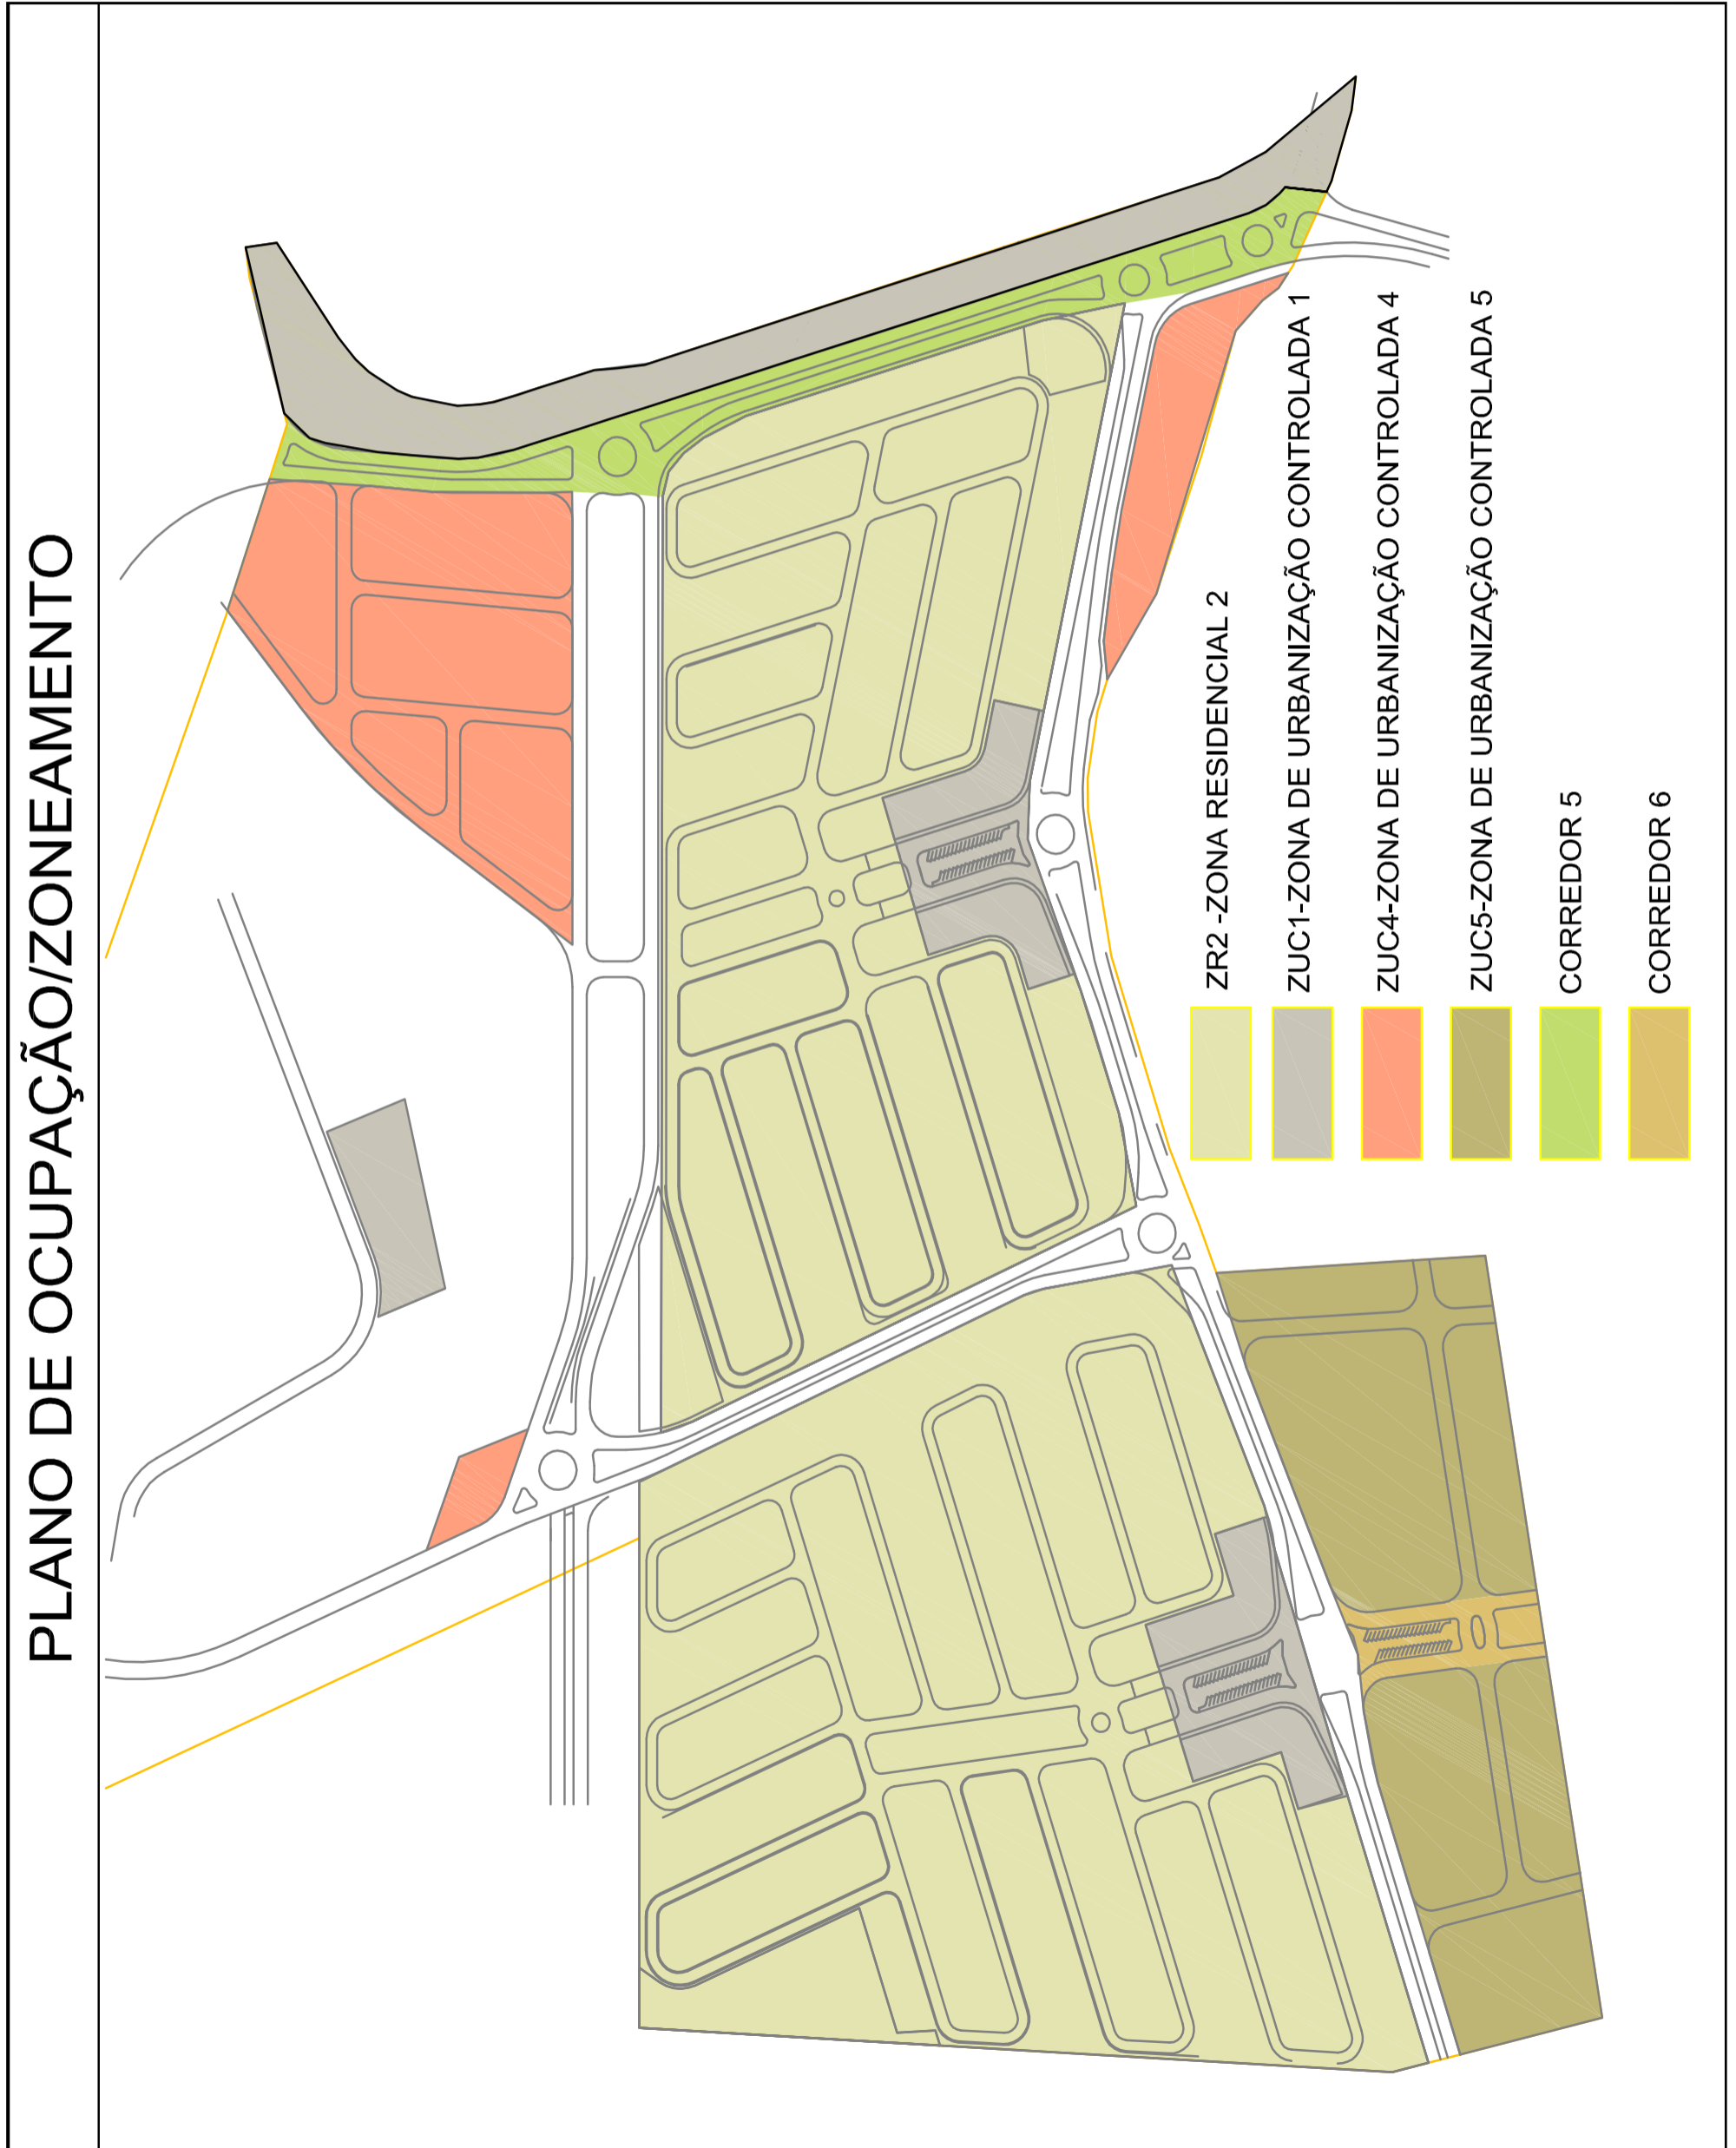 PLANO DE OCUPAÇÃO/ZONEAMENTO
ZR2 -ZONA RESIDENCIAL 2
ZUC1-ZONA DE URBANIZAÇÃO CONTROLADA 1
ZUC4-ZONA DE URBANIZAÇÃO CONTROLADA 4
ZUC5-ZONA DE URBANIZAÇÃO CONTROLADA 5
CORREDOR 5
CORREDOR 6